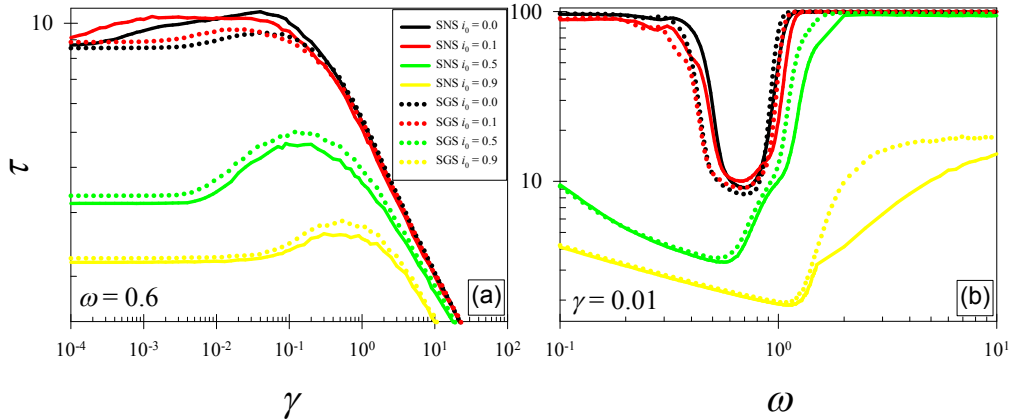 10¹
τ
SNS i₀ = 0.0
SNS i₀ = 0.1
SNS i₀ = 0.5
SNS i₀ = 0.9
SGS i₀ = 0.0
SGS i₀ = 0.1
SGS i₀ = 0.5
SGS i₀ = 0.9
ω = 0.6
(a)
10⁻⁴ 10⁻³ 10⁻² 10⁻¹ 10⁰ 10¹ 10²
γ
100
10
γ = 0.01
(b)
10⁻¹ 10⁰ 10¹
ω